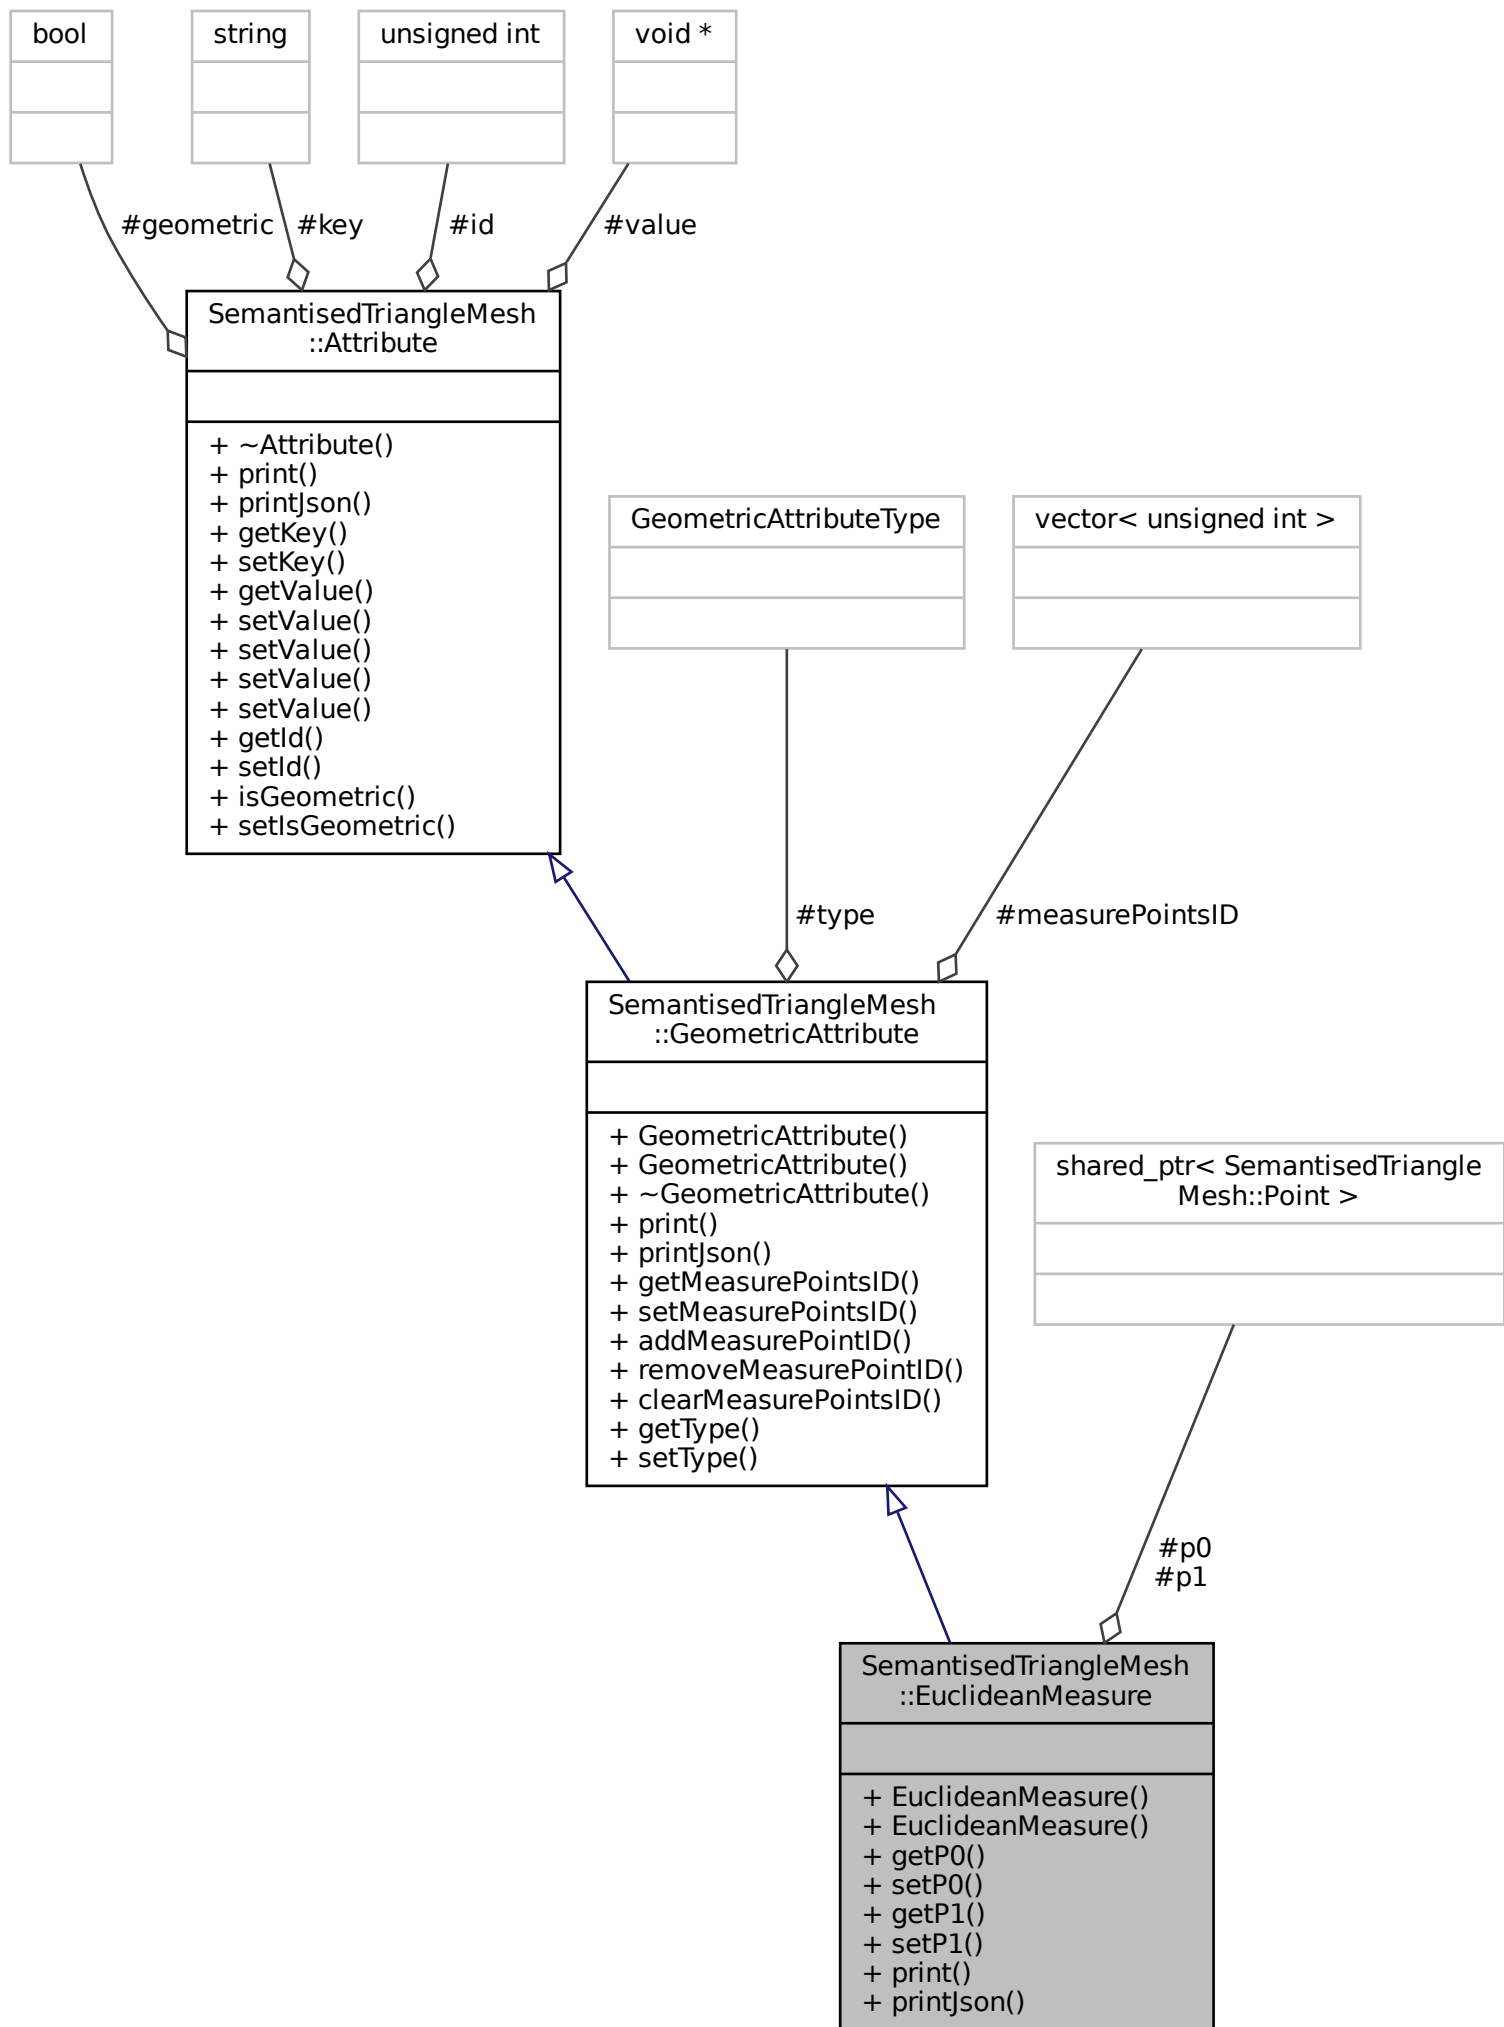 bool
string
unsigned int
void *
#geometric
#key
#id
#value
SemantisedTriangleMesh
::Attribute
+ ~Attribute()
+ print()
+ printJson()
+ getKey()
+ setKey()
+ getValue()
+ setValue()
+ setValue()
+ setValue()
+ setValue()
+ getId()
+ setId()
+ isGeometric()
+ setIsGeometric()
GeometricAttributeType
vector< unsigned int >
#type
#measurePointsID
SemantisedTriangleMesh
::GeometricAttribute
+ GeometricAttribute()
+ GeometricAttribute()
+ ~GeometricAttribute()
+ print()
+ printJson()
+ getMeasurePointsID()
+ setMeasurePointsID()
+ addMeasurePointID()
+ removeMeasurePointID()
+ clearMeasurePointsID()
+ getType()
+ setType()
shared_ptr< SemantisedTriangle
Mesh::Point >
#p0
#p1
SemantisedTriangleMesh
::EuclideanMeasure
+ EuclideanMeasure()
+ EuclideanMeasure()
+ getP0()
+ setP0()
+ getP1()
+ setP1()
+ print()
+ printJson()